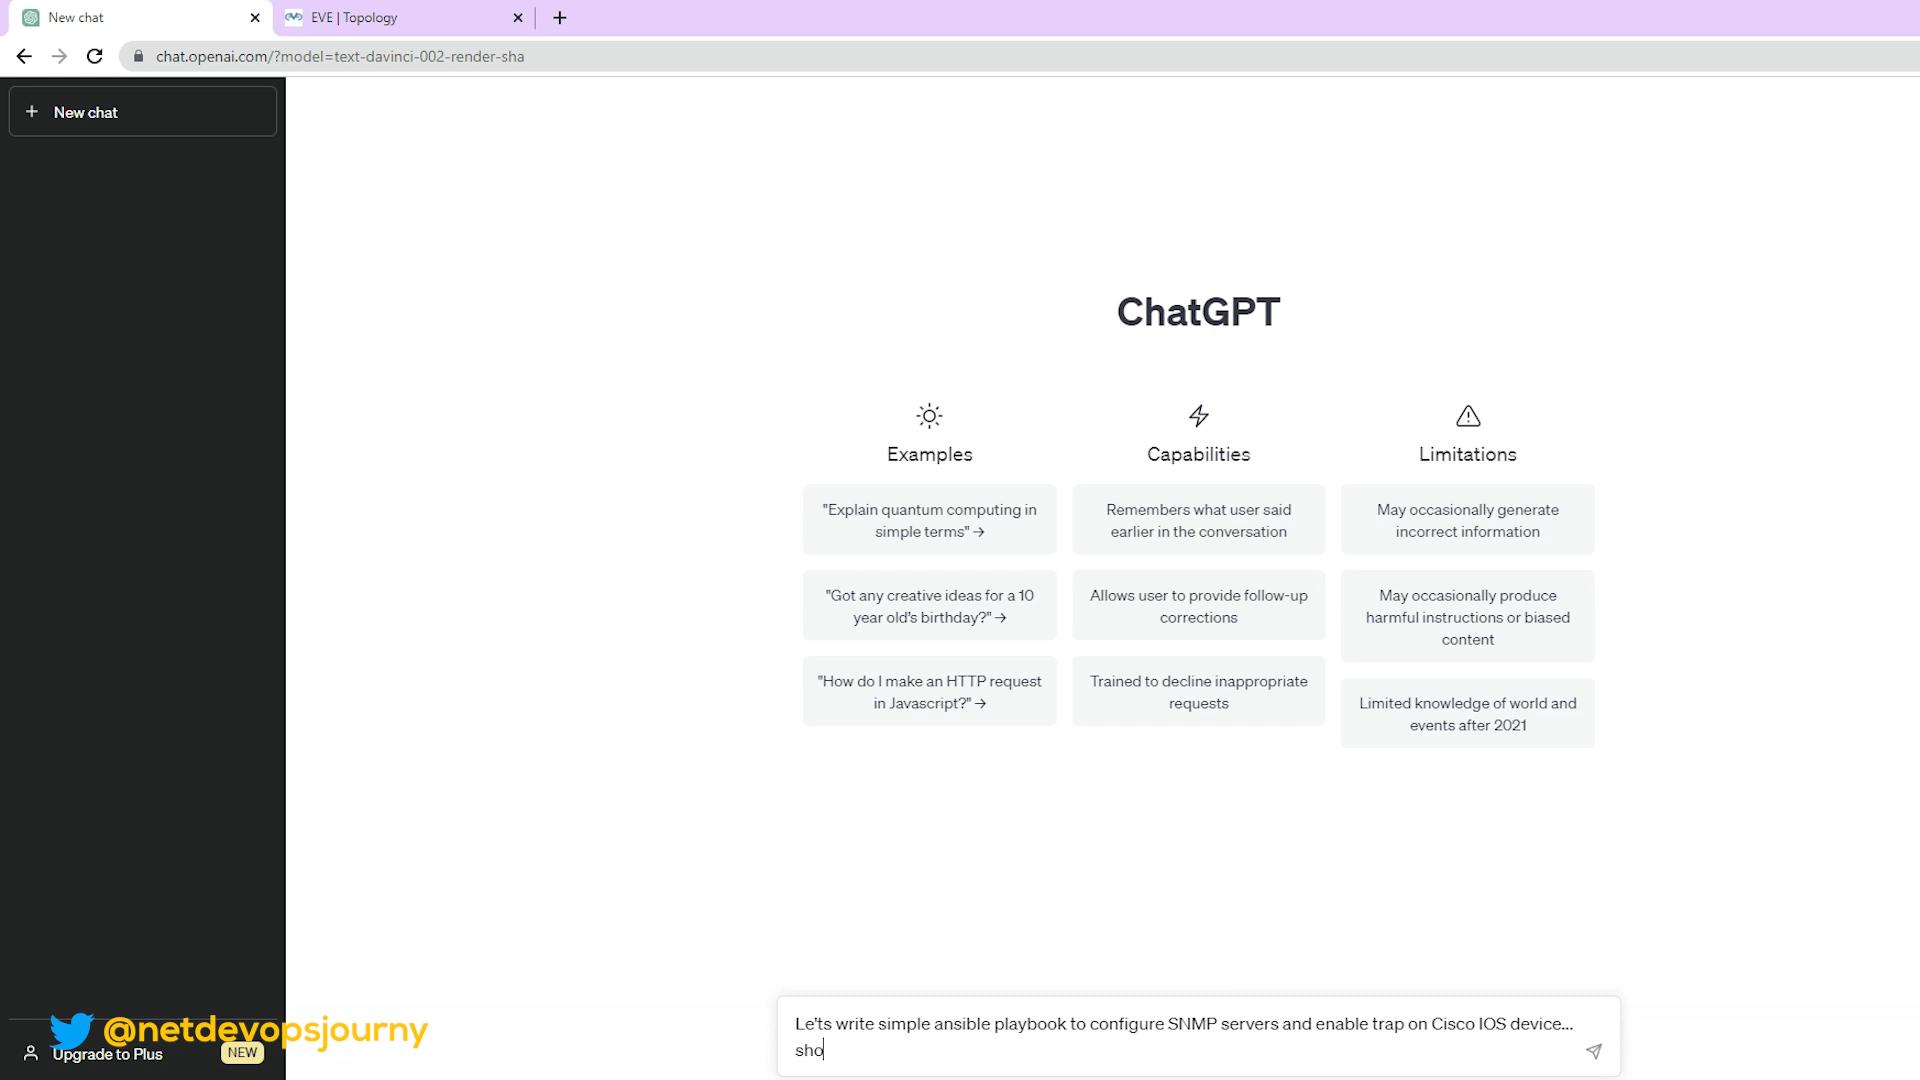 New chat
EVE | Topology
chat.openai.com/?model=text-davinci-002-render-sha
New chat
ChatGPT
Examples
"Explain quantum computing in
simple terms" →
"Got any creative ideas for a 10
year old's birthday?" →
"How do I make an HTTP request
in Javascript?" →
Capabilities
Remembers what user said
earlier in the conversation
Allows user to provide follow-up
corrections
Trained to decline inappropriate
requests
Limitations
May occasionally generate
incorrect information
May occasionally produce
harmful instructions or biased
content
Limited knowledge of world and
events after 2021
Le'ts write simple ansible playbook to configure SNMP servers and enable trap on Cisco IOS device...
sho
@netdevopsjourny
Upgrade to Plus
NEW